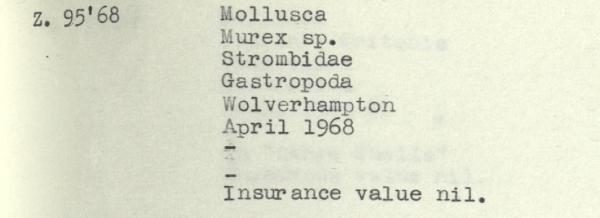 Z. 95'68 Mollusca
Murex sp.
Strombidae
Gastropoda
Wolverhampton
April 1968
-
-
Insurance value nil.